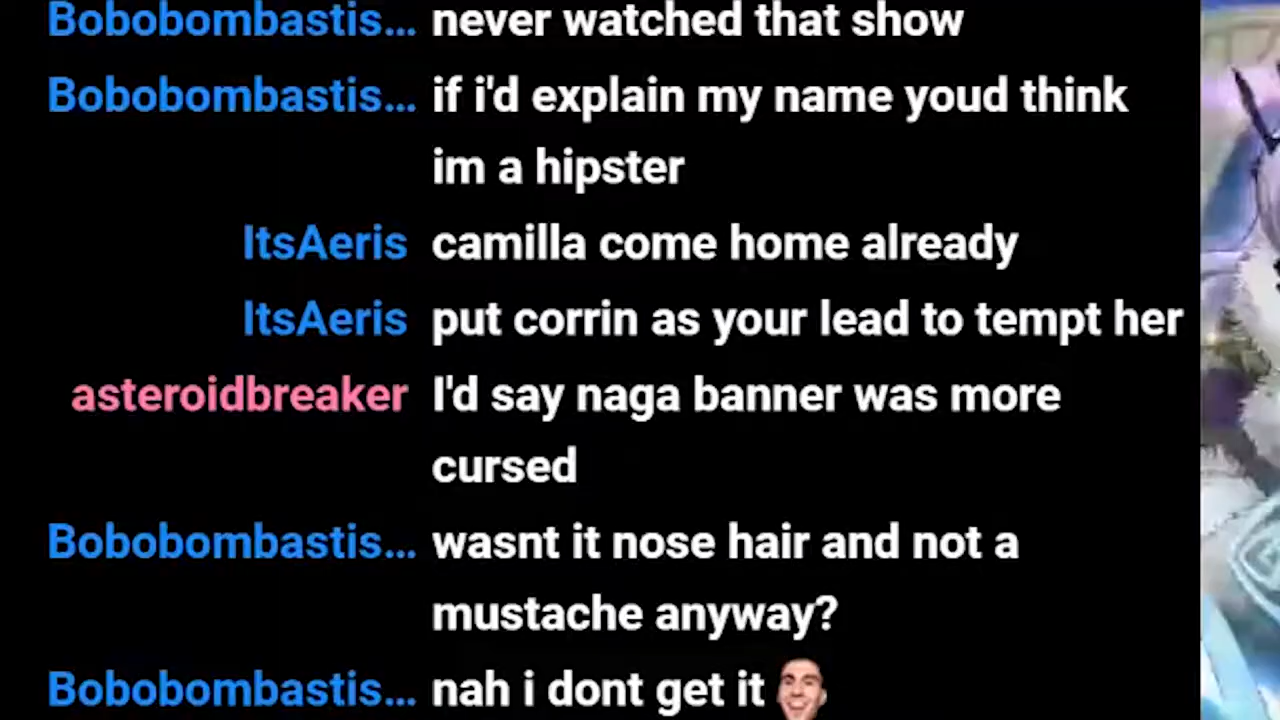 Bobobombastis... never watched that show
Bobobombastis... if i'd explain my name youd think
im a hipster
ItsAeris camilla come home already
ItsAeris put corrin as your lead to tempt her
asteroidbreaker I'd say naga banner was more
cursed
Bobobombastis... wasnt it nose hair and not a
mustache anyway?
Bobobombastis... nah i dont get it